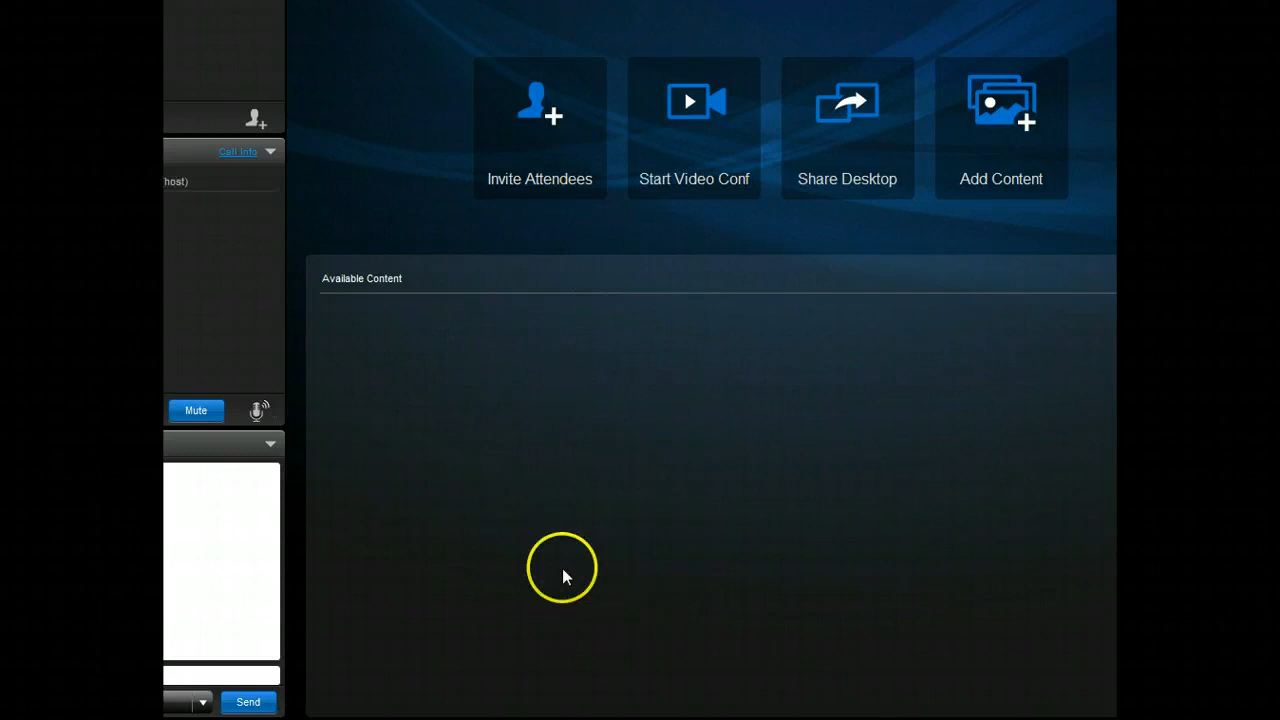 Invite Attendees
Start Video Conf
Share Desktop
Add Content
Call Info
(host)
Available Content
Mute
Send